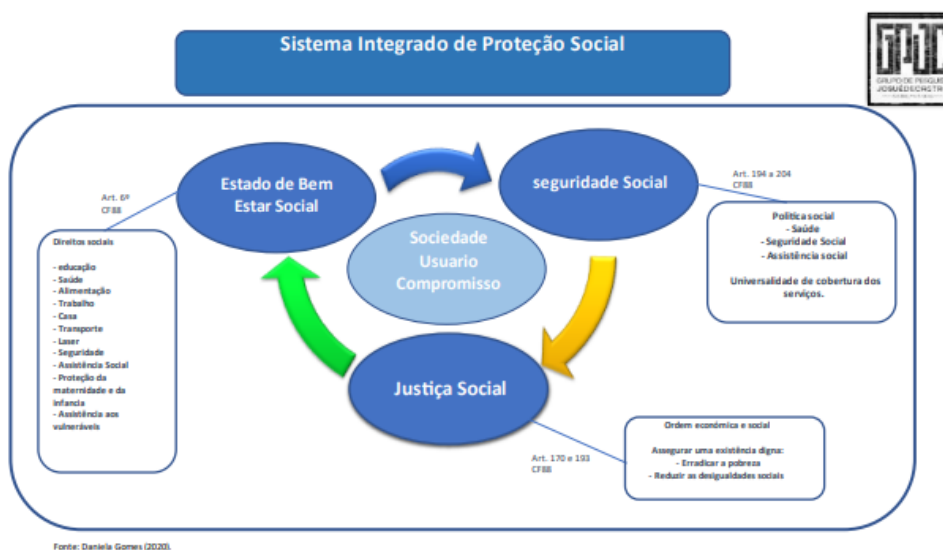 Sistema Integrado de Proteção Social
GRUPO DE PESQUISA
JOSUÉ DE CASTRO
Estado de Bem
Estar Social
seguridade Social
Art. 194 a 204
CF88
Art. 6º
CF88
Sociedade
Usuario
Compromisso
Politica social
- Saúde
- Seguridade Social
- Assistência social
Universalidade de cobertura dos
serviços.
Direitos sociais
- educação
- Saúde
- Alimentação
- Trabalho
- Casa
- Transporte
- Laser
- Seguridade
- Assistência Social
- Proteção da
maternidade e da
infancia
- Assistência aos
vulneráveis
Justiça Social
Art. 170 e 193
CF88
Ordem económica e social
Assegurar uma existência digna:
- Erradicar a pobreza
- Reduzir as desigualdades sociais
Fonte: Daniela Gomes (2020).